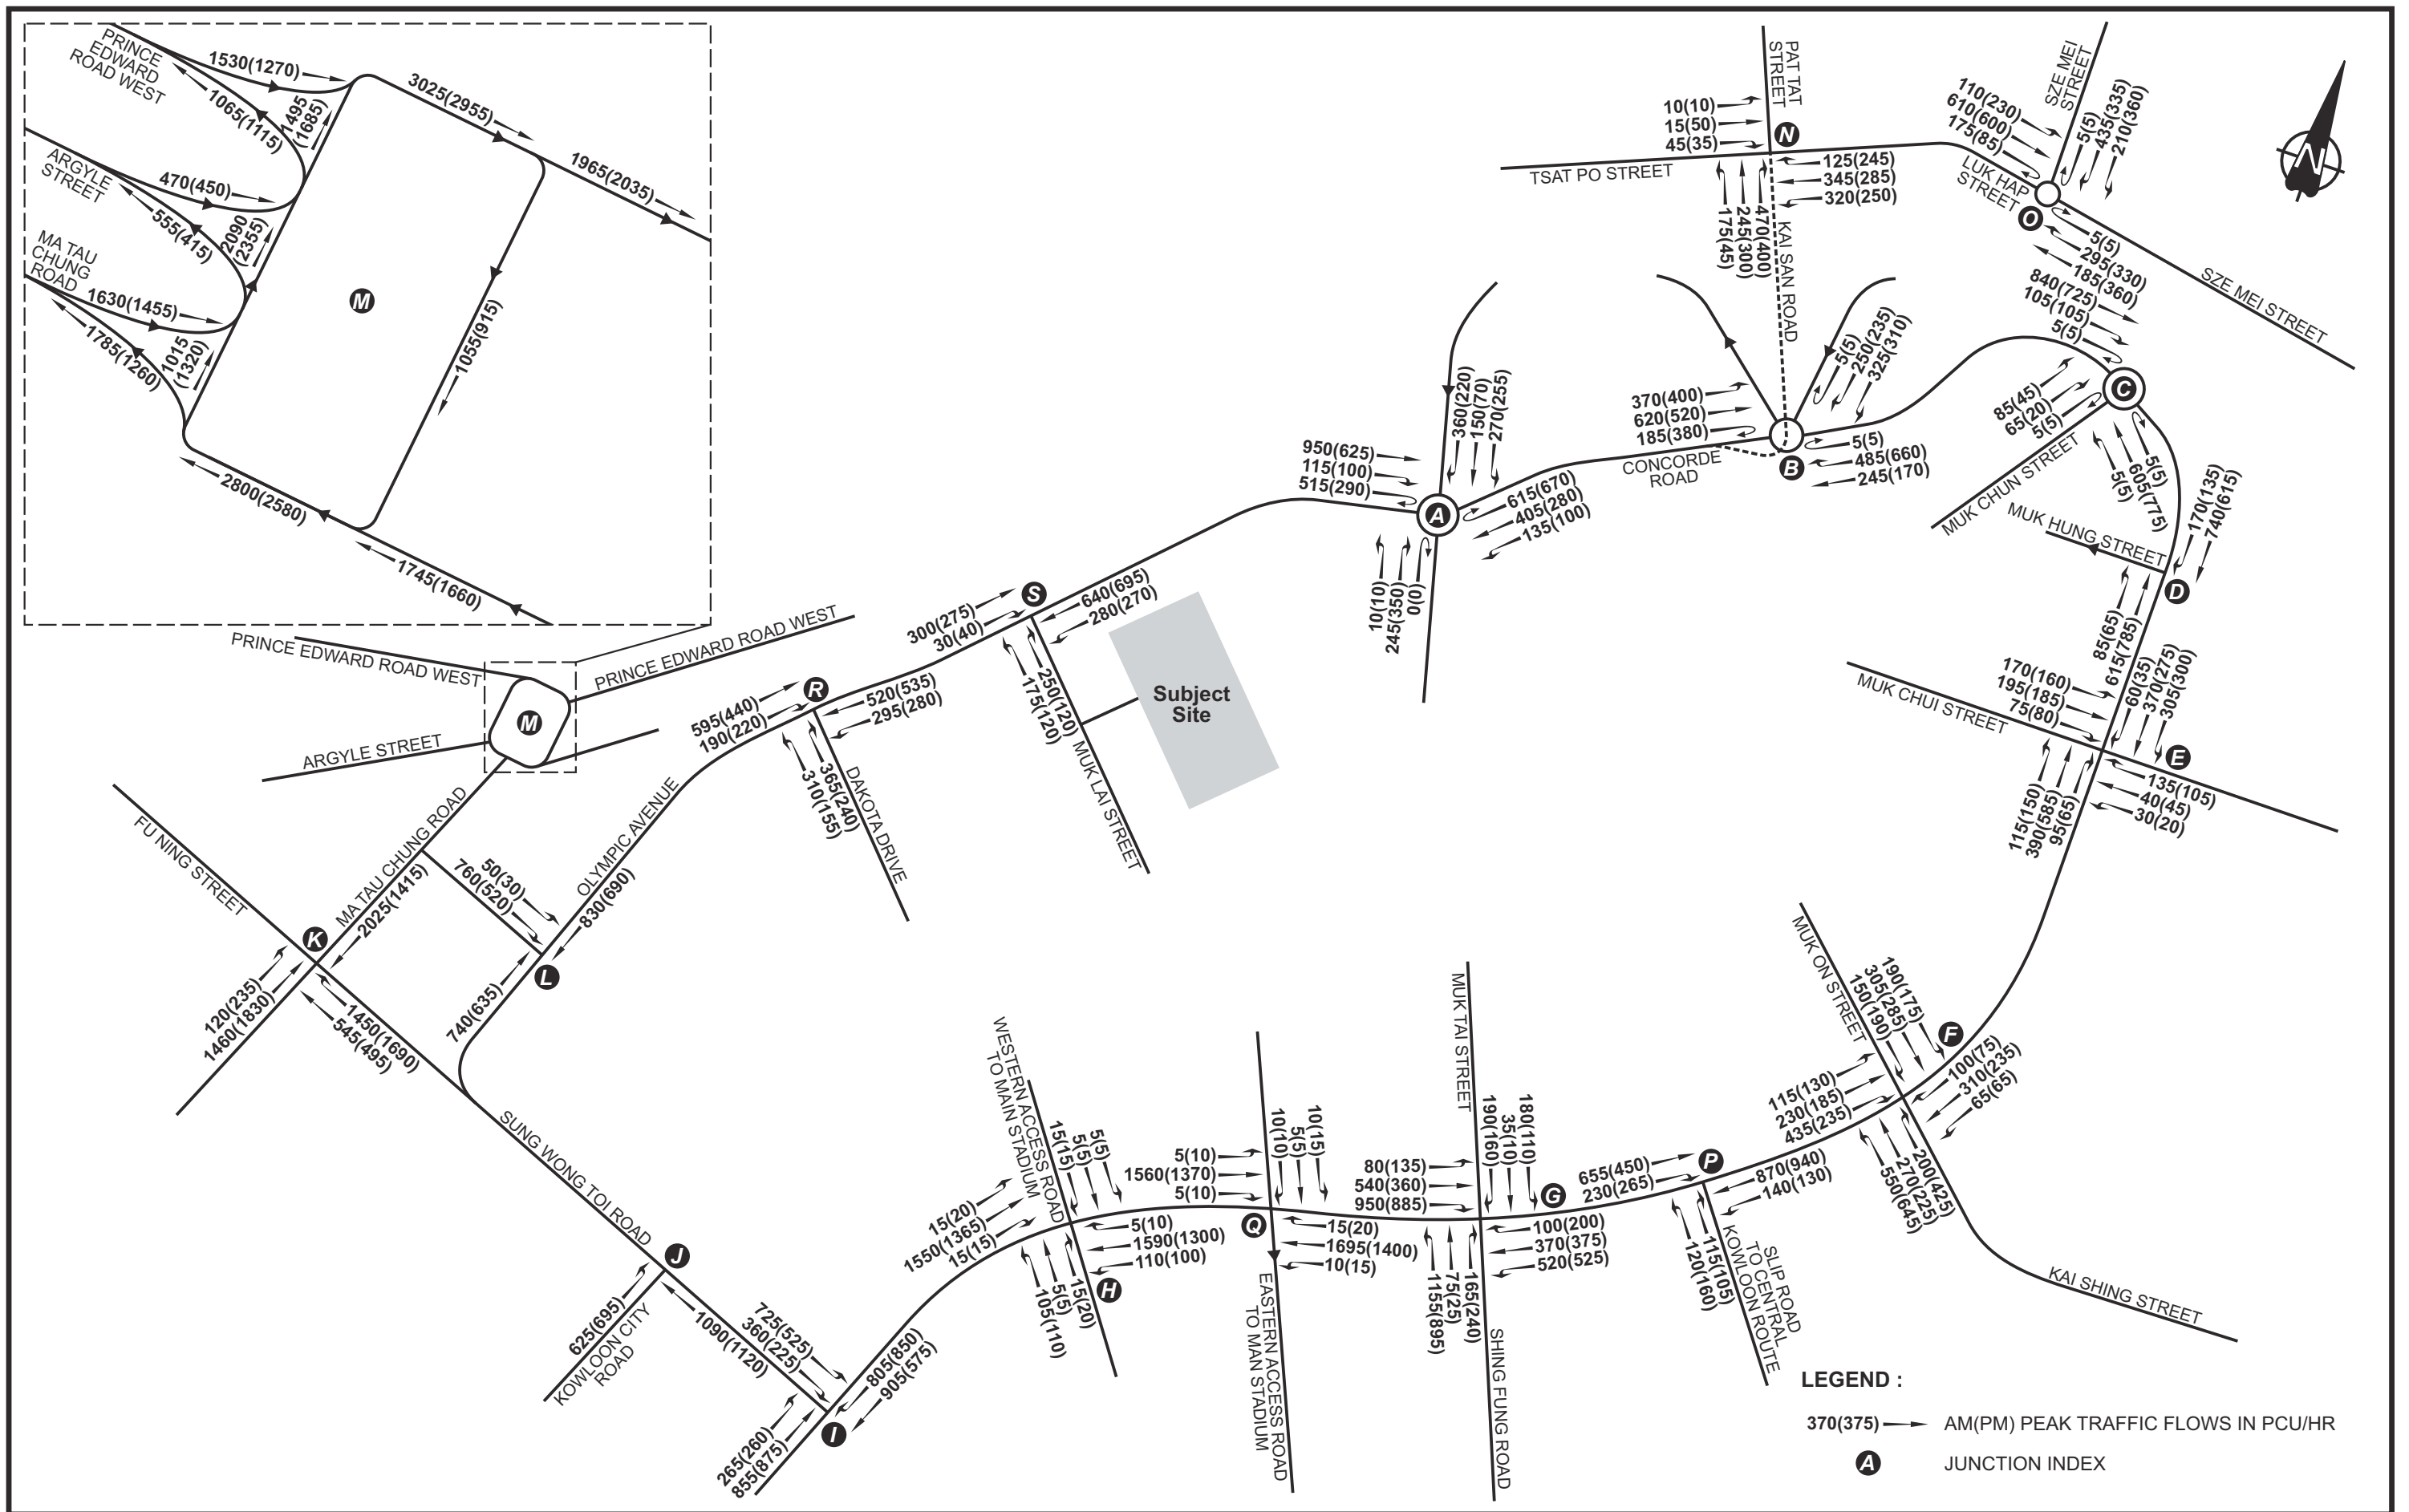 PRINCE
EDWARD
ROAD WEST
1530(1270)
1065(1115)
1495
(1685)
3025(2955)
1965(2035)
ARGYLE
STREET
470(450)
555(415)
2090
(2355)
MA TAU
CHUNG
ROAD
1630(1455)
1785(1260)
1015
(1320)
M
1055(915)
2800(2580)
1745(1660)
PAT TAT
STREET
10(10)
15(50)
45(35)
N
TSAT PO STREET
125(245)
345(285)
320(250)
175(45)
245(300)
470(400)
KAI SAN ROAD
SZE MEI
STREET
110(230)
610(600)
175(85)
5(5)
435(335)
210(360)
LUK HAP
STREET
O
5(5)
295(330)
185(360)
SZE MEI STREET
840(725)
105(105)
5(5)
C
85(45)
65(20)
5(5)
MUK CHUN STREET
5(5)
605(775)
5(5)
N
360(220)
150(70)
270(255)
950(625)
115(100)
515(290)
A
615(670)
405(280)
135(100)
10(10)
245(350)
0(0)
370(400)
620(520)
185(380)
5(5)
250(235)
325(310)
CONCORDE
ROAD
B
5(5)
485(660)
245(170)
MUK HUNG STREET
170(135)
740(615)
D
85(65)
615(785)
MUK CHUI STREET
170(160)
195(185)
75(80)
60(35)
370(275)
305(300)
E
135(105)
40(45)
30(20)
115(150)
390(585)
95(65)
PRINCE EDWARD ROAD WEST
PRINCE EDWARD ROAD WEST
M
ARGYLE STREET
300(275)
30(40)
S
640(695)
280(270)
250(120)
175(120)
MUK LAI STREET
Subject
Site
595(440)
190(220)
R
520(535)
295(280)
365(240)
310(155)
DAKOTA DRIVE
OLYMPIC AVENUE
FU NING STREET
MA TAU CHUNG ROAD
2025(1415)
50(30)
760(520)
830(690)
K
L
120(235)
1460(1830)
1450(1690)
545(495)
740(635)
SUNG WONG TOI ROAD
J
625(695)
KOWLOON CITY
ROAD
1090(1120)
725(525)
360(225)
805(850)
905(575)
I
265(260)
855(875)
WESTERN ACCESS ROAD
TO MAIN STADIUM
15(15)
5(5)
5(5)
15(20)
1550(1365)
15(15)
5(10)
1590(1300)
110(100)
H
105(110)
5(5)
15(20)
5(10)
1560(1370)
5(10)
10(10)
5(5)
10(15)
Q
15(20)
1695(1400)
10(15)
EASTERN ACCESS ROAD
TO MAN STADIUM
MUK TAI STREET
190(160)
35(10)
180(110)
80(135)
540(360)
950(885)
G
100(200)
370(375)
520(525)
1155(895)
75(25)
165(240)
SHING FUNG ROAD
655(450)
230(265)
P
870(940)
140(130)
120(160)
115(105)
SLIP ROAD
TO CENTRAL
KOWLOON ROUTE
MUK ON STREET
190(175)
305(285)
150(190)
F
115(130)
230(185)
435(235)
100(75)
310(235)
65(65)
200(425)
270(225)
550(645)
KAI SHING STREET
LEGEND :
370(375) AM(PM) PEAK TRAFFIC FLOWS IN PCU/HR
A JUNCTION INDEX